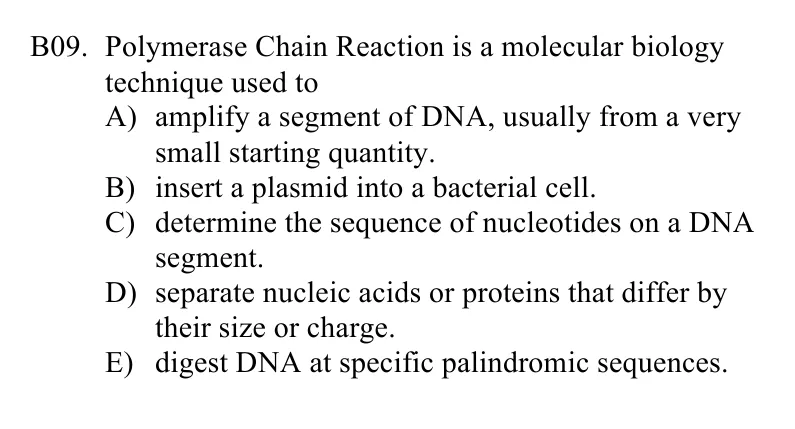 B09. Polymerase Chain Reaction is a molecular biology
technique used to
A) amplify a segment of DNA, usually from a very
small starting quantity.
B) insert a plasmid into a bacterial cell.
C) determine the sequence of nucleotides on a DNA
segment.
D) separate nucleic acids or proteins that differ by
their size or charge.
E) digest DNA at specific palindromic sequences.